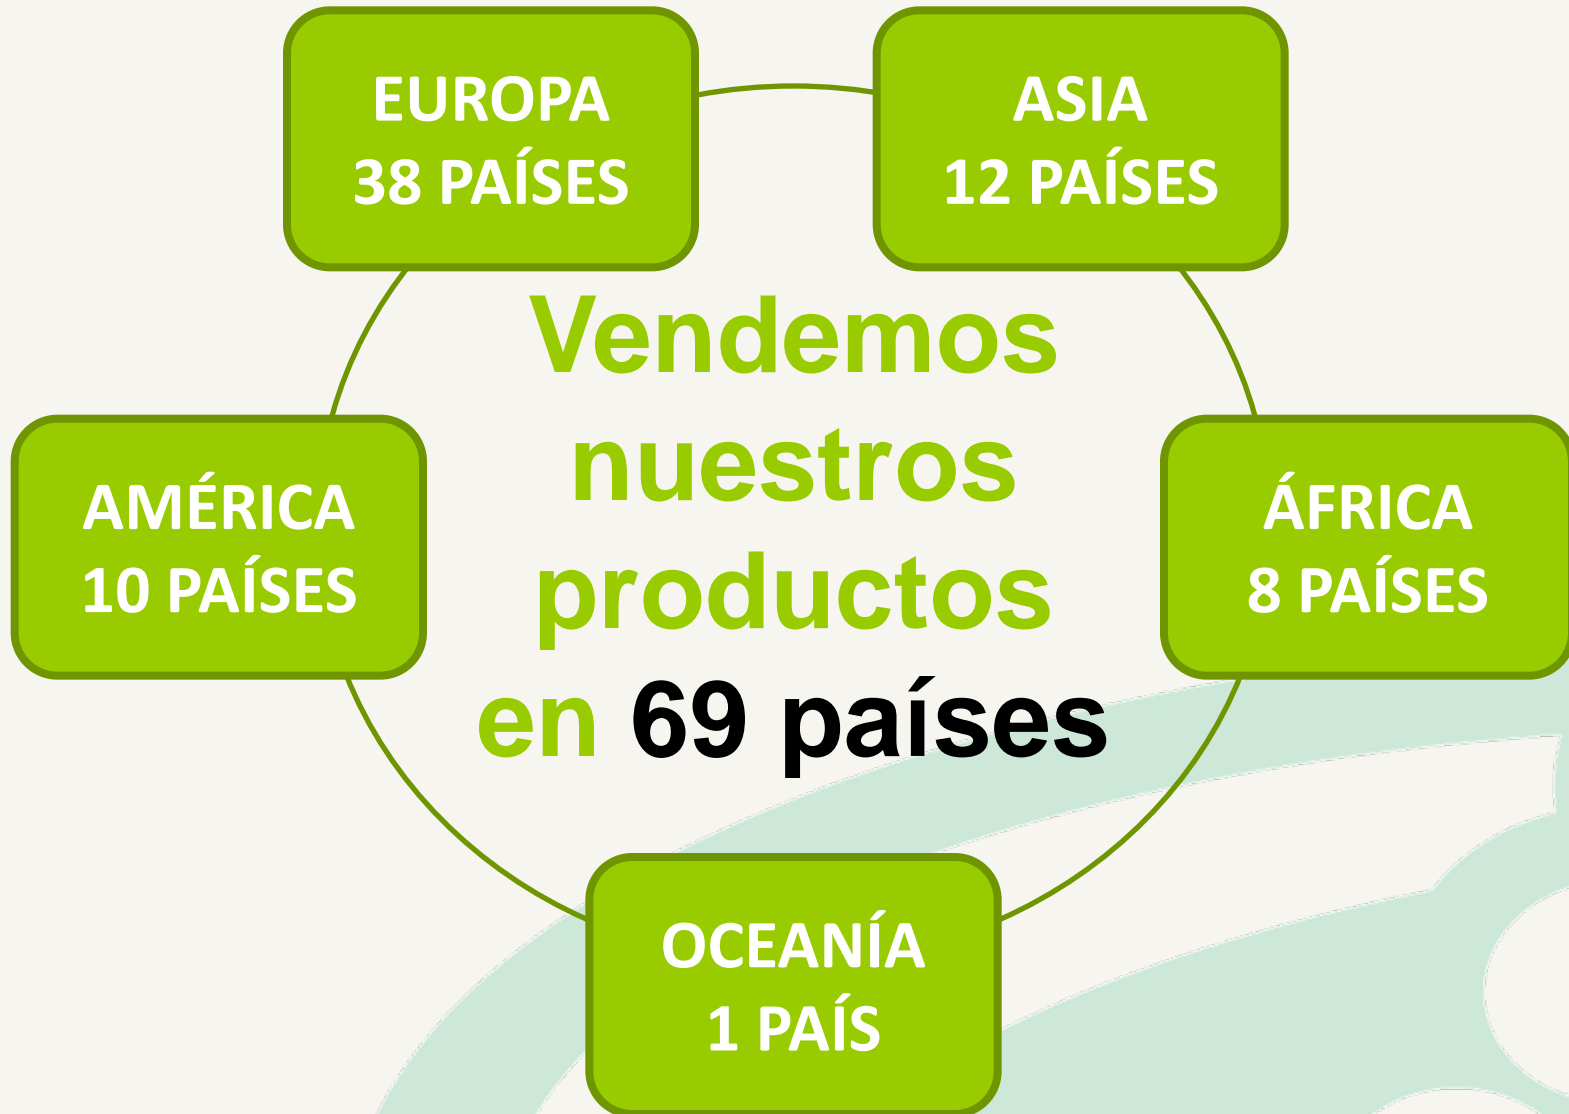 EUROPA
38 PAÍSES
ASIA
12 PAÍSES
Vendemos
nuestros
productos
en 69 países
AMÉRICA
10 PAÍSES
ÁFRICA
8 PAÍSES
OCEANÍA
1 PAÍS